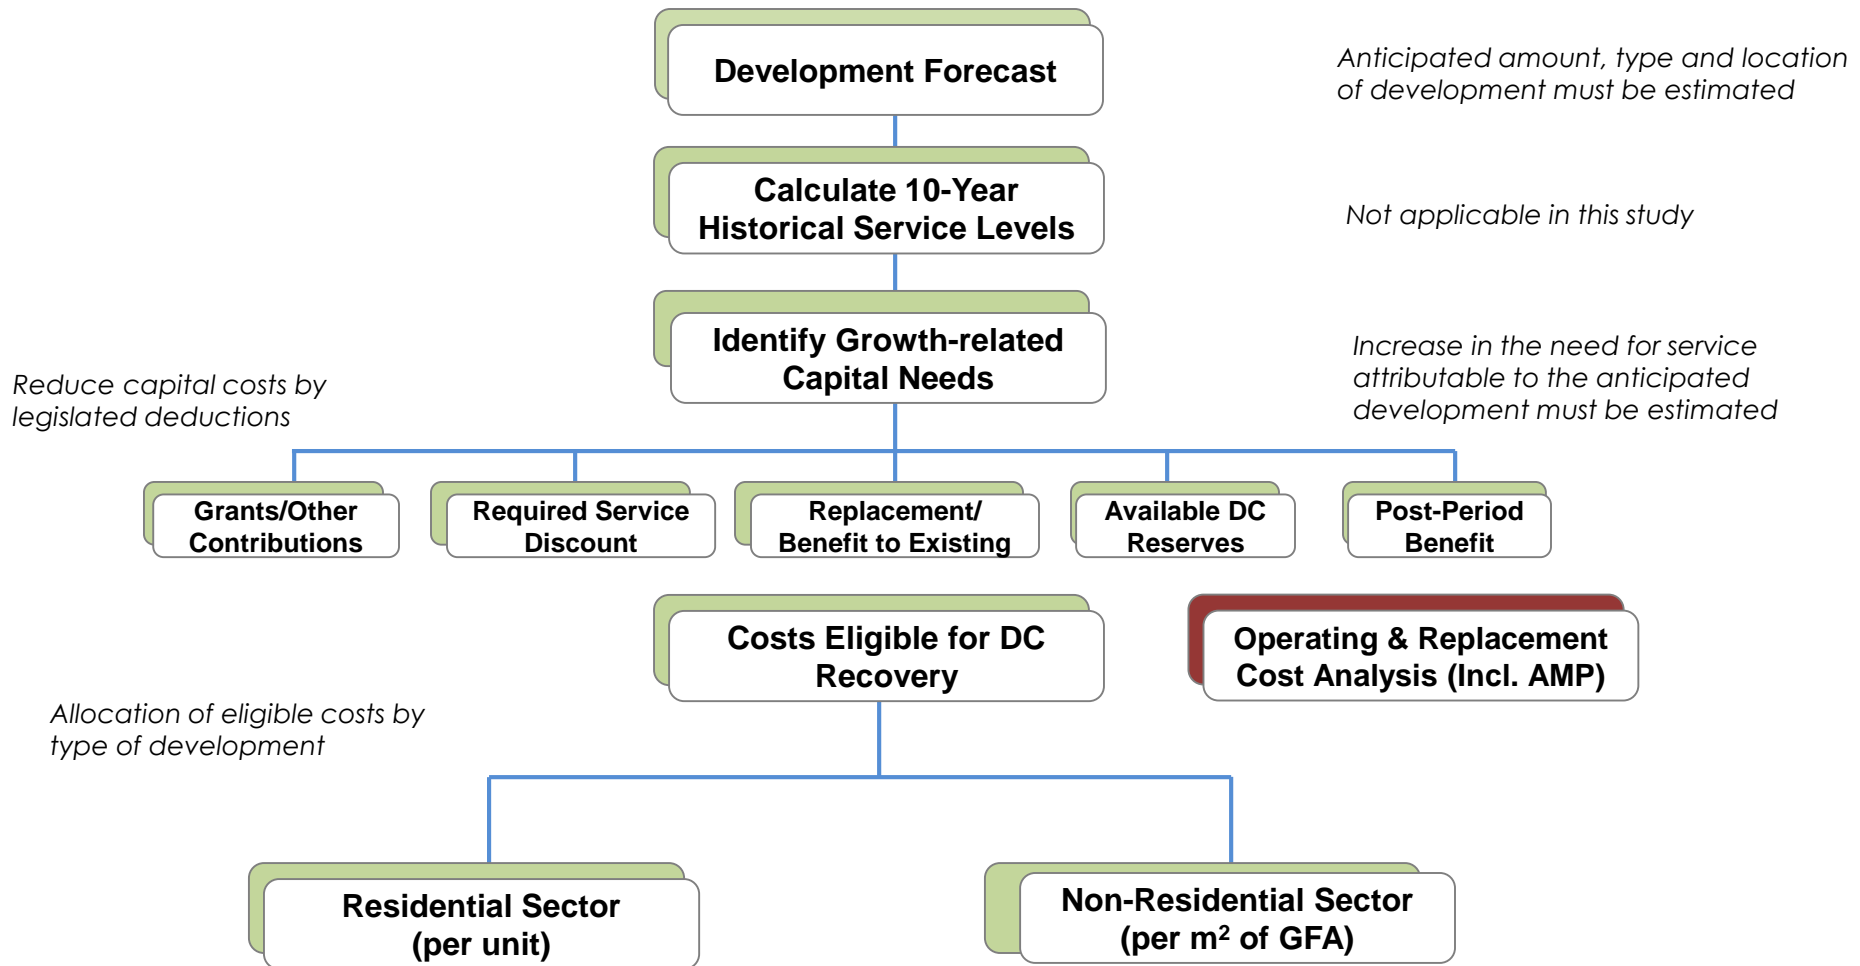 Development Forecast
Anticipated amount, type and location
of development must be estimated
Calculate 10-Year
Historical Service Levels
Not applicable in this study
Identify Growth-related
Capital Needs
Increase in the need for service
attributable to the anticipated
development must be estimated
Reduce capital costs by
legislated deductions
Grants/Other
Contributions
Required Service
Discount
Replacement/
Benefit to Existing
Available DC
Reserves
Post-Period
Benefit
Costs Eligible for DC
Recovery
Operating & Replacement
Cost Analysis (Incl. AMP)
Allocation of eligible costs by
type of development
Residential Sector
(per unit)
Non-Residential Sector
(per m² of GFA)